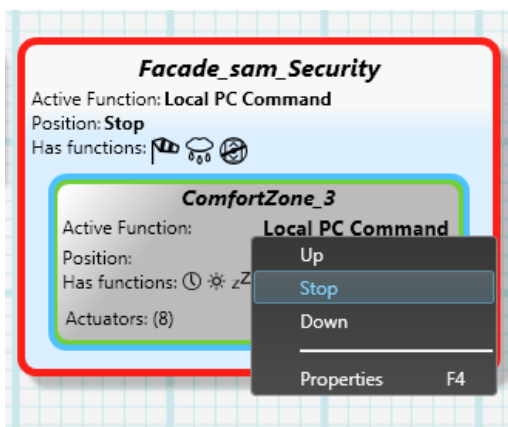 Facade_sam_Security
Active Function: Local PC Command
Position: Stop
Has functions:
ComfortZone_3
Active Function: Local PC Command
Position:
Has functions: zZ
Actuators: (8)
Up
Stop
Down
Properties F4